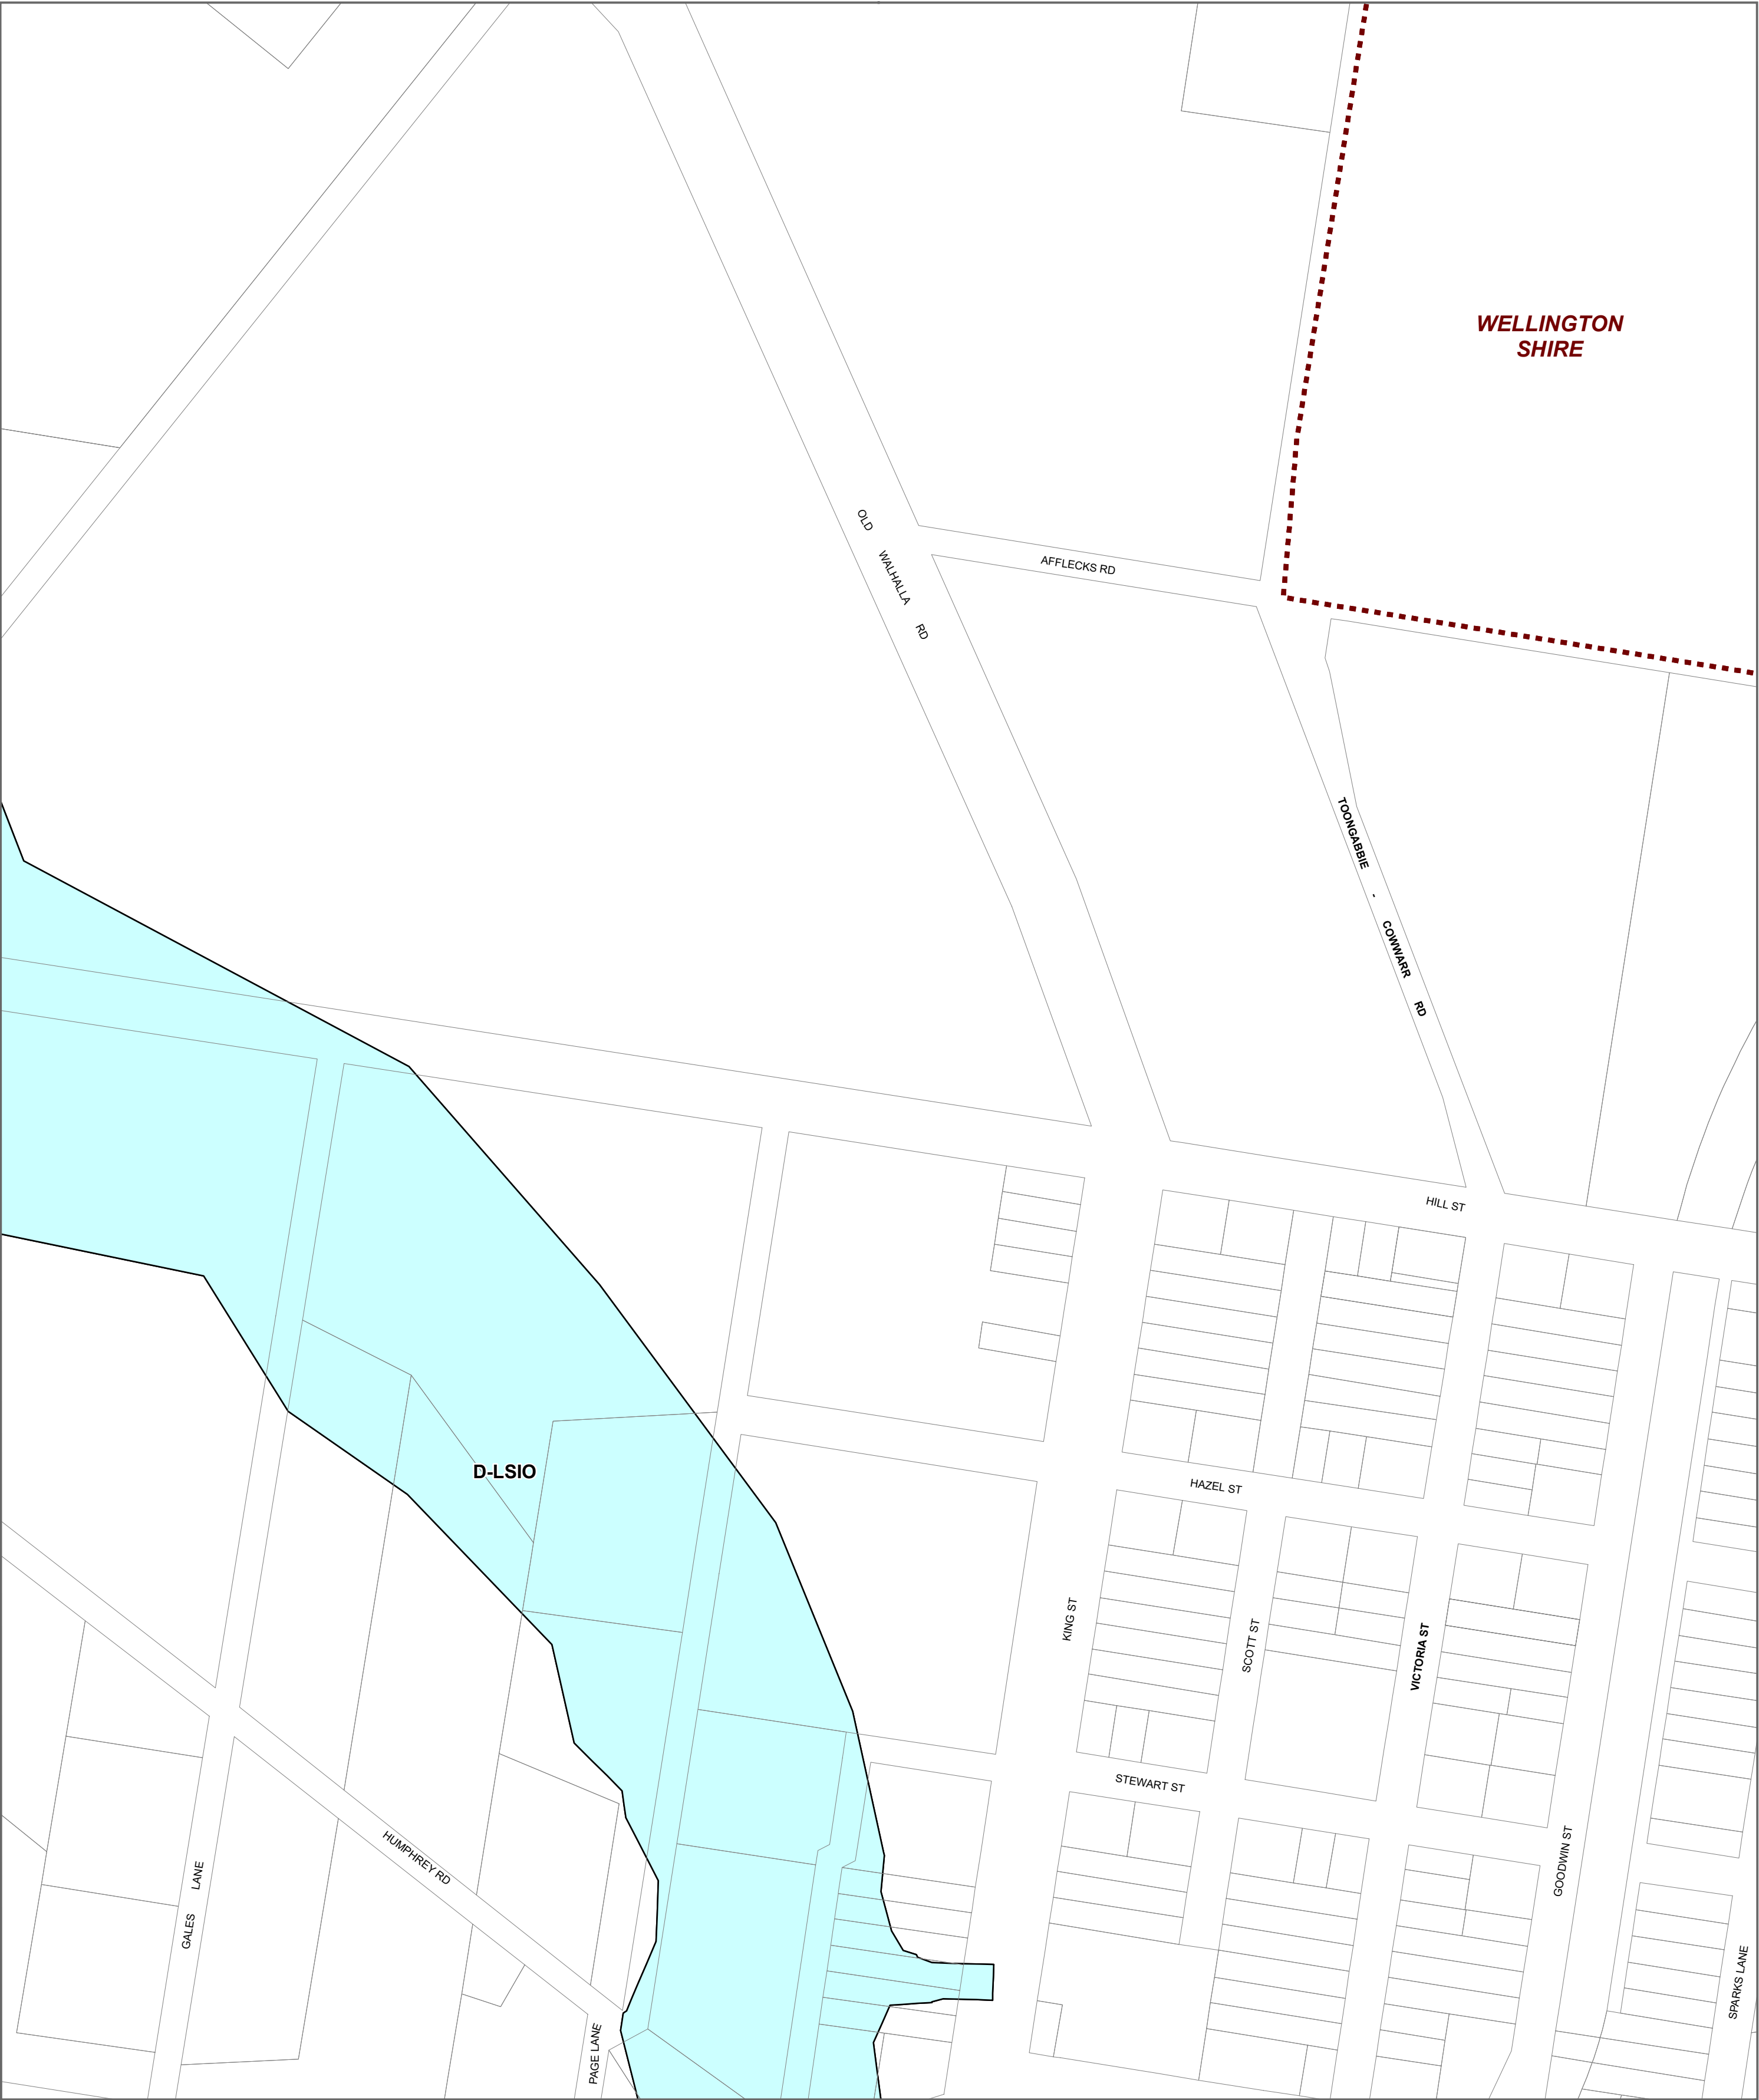 WELLINGTON
SHIRE
OLD WALHALLA RD
AFFLECKS RD
TOONGABBIE - COWWARR RD
HILL ST
D-LSIO
HAZEL ST
KING ST
SCOTT ST
VICTORIA ST
STEWART ST
HUMPHREY RD
GOODWIN ST
GALES LANE
SPARKS LANE
PAGE LANE